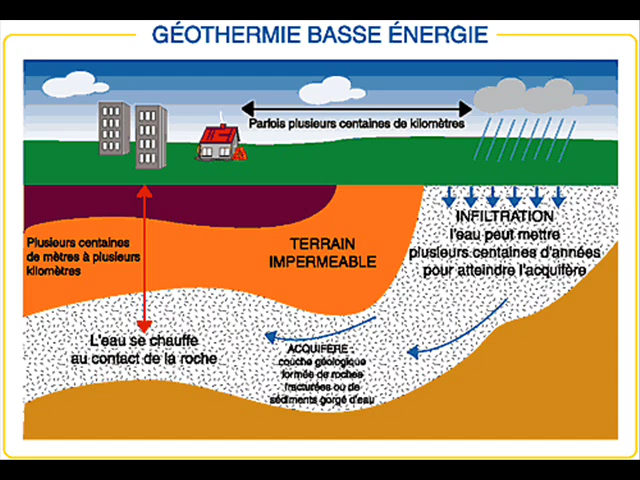 GÉOTHERMIE BASSE ÉNERGIE
Parfois plusieurs centaines de kilomètres
INFILTRATION
l'eau peut mettre
plusieurs centaines d'années
pour atteindre l'acquifère
Plusieurs centaines
de mètres à plusieurs
kilomètres
TERRAIN
IMPERMEABLE
L'eau se chauffe
au contact de la roche
ACQUIFERE :
couche géologique
formée de roches
fracturées ou de
sédiments gorgé d'eau